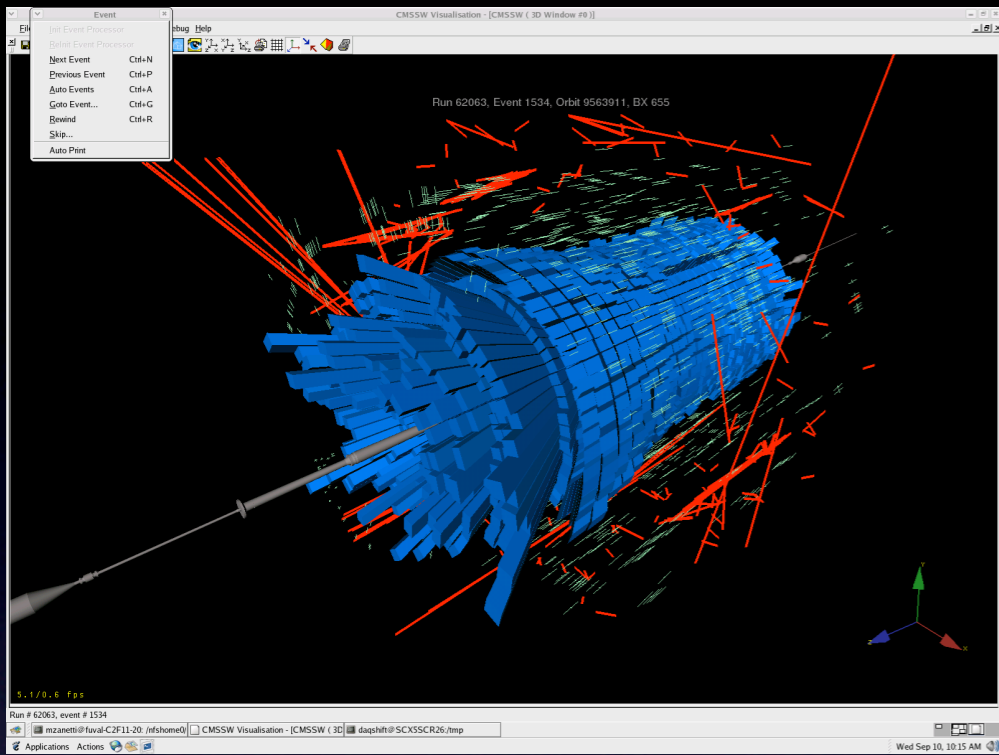 Event
CMSSW Visualisation - [CMSSW ( 3D Window #0 )]
ebug Help
Init Event Processor
ReInit Event Processor
Next Event Ctrl+N
Previous Event Ctrl+P
Auto Events Ctrl+A
Goto Event... Ctrl+G
Rewind Ctrl+R
Skip...
Auto Print
Run 62063, Event 1534, Orbit 9563911, BX 655
Y
Z
X
5.1/0.6 fps
Run # 62063, event # 1534
mzanetti@fuval-C2F11-20: /nfshome0/ CMSSW Visualisation - [CMSSW ( 3D daqshift@SCX5SCR26:/tmp
Applications Actions Wed Sep 10, 10:15 AM